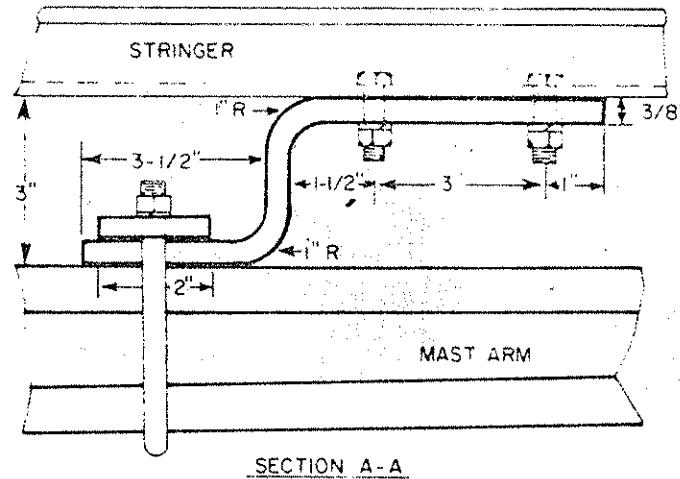 STRINGER
1" R
3/8
3-1/2"
3"
1-1/2"
3
1"
1" R
2"
MAST ARM
SECTION A-A